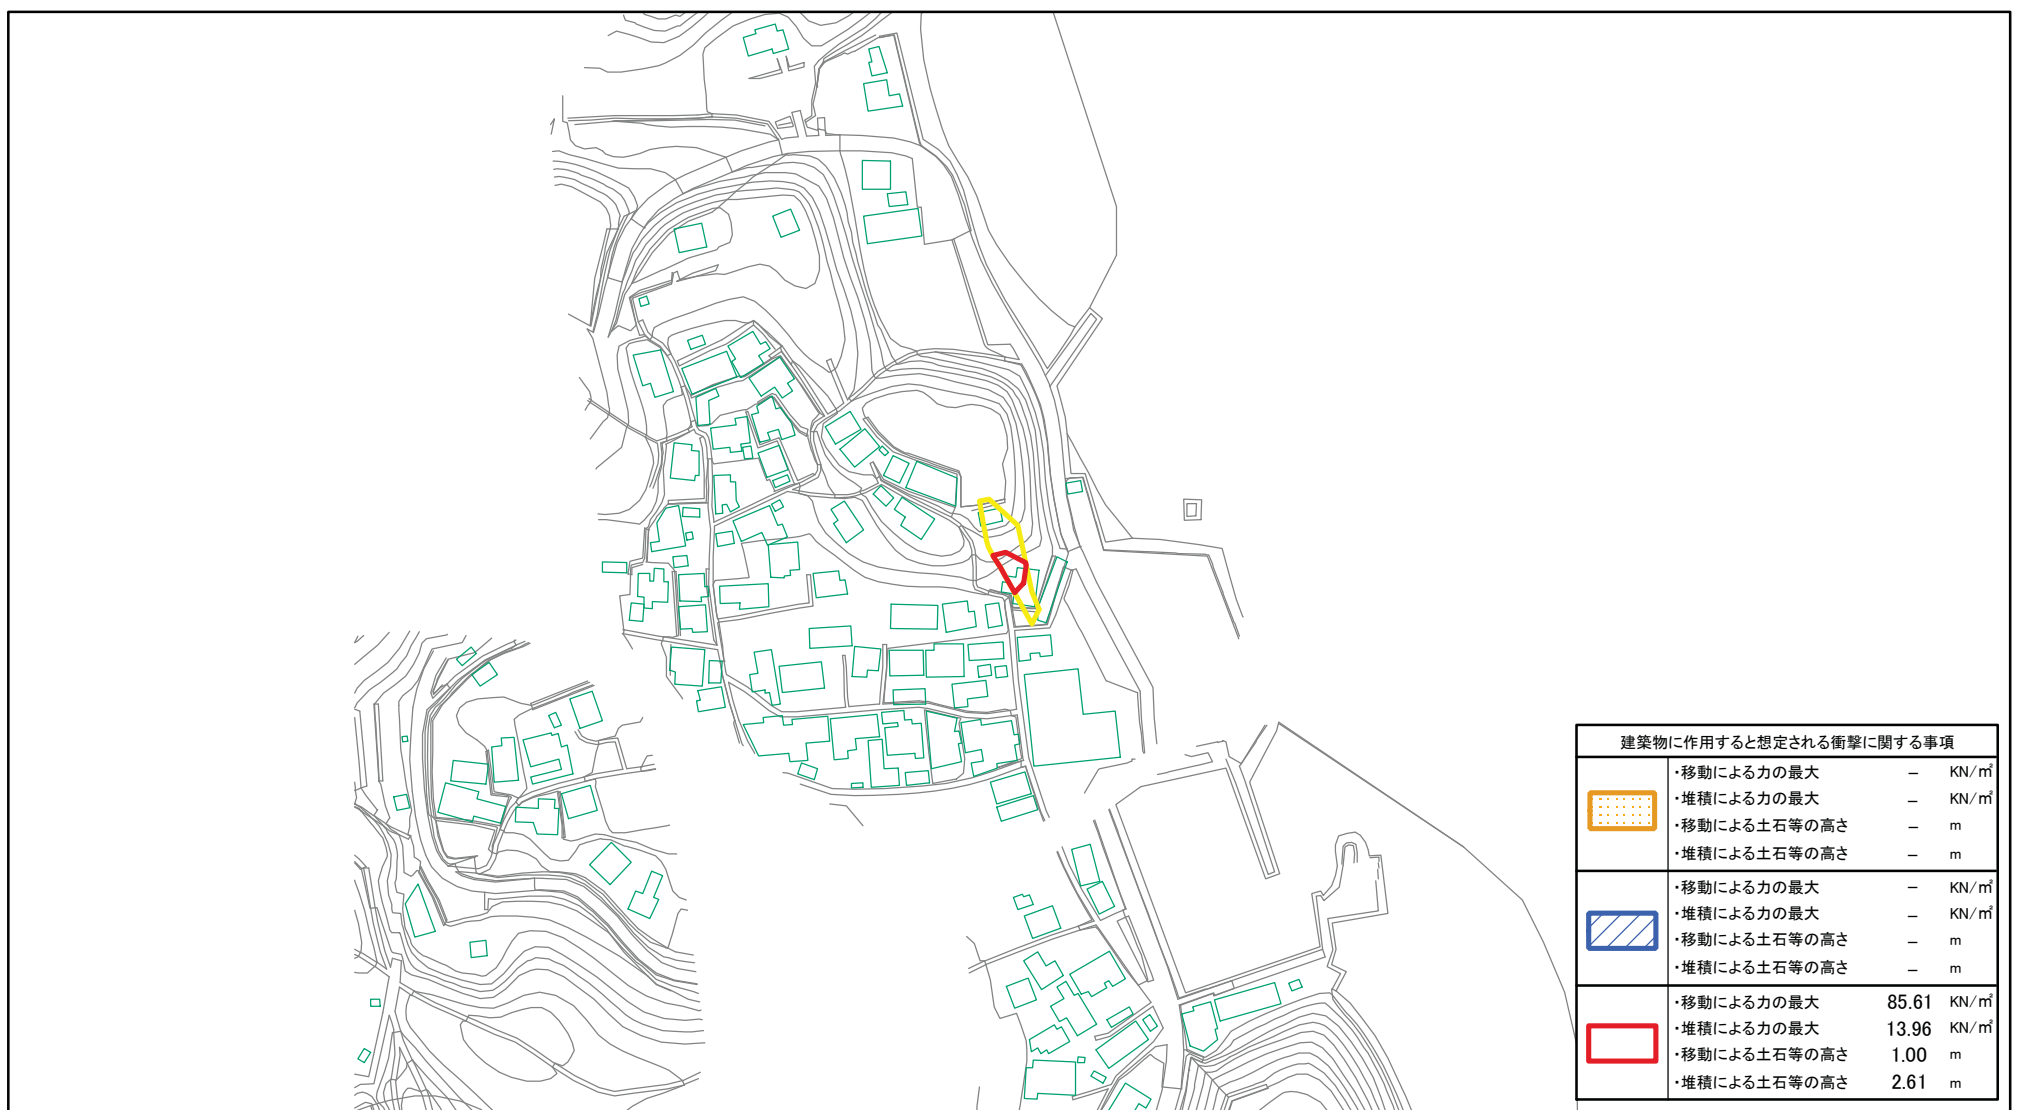 建築物に作用すると想定される衝撃に関する事項
・移動による力の最大 － KN/㎡
・堆積による力の最大 － KN/㎡
・移動による土石等の高さ － m
・堆積による土石等の高さ － m
・移動による力の最大 － KN/㎡
・堆積による力の最大 － KN/㎡
・移動による土石等の高さ － m
・堆積による土石等の高さ － m
・移動による力の最大 85.61 KN/㎡
・堆積による力の最大 13.96 KN/㎡
・移動による土石等の高さ 1.00 m
・堆積による土石等の高さ 2.61 m